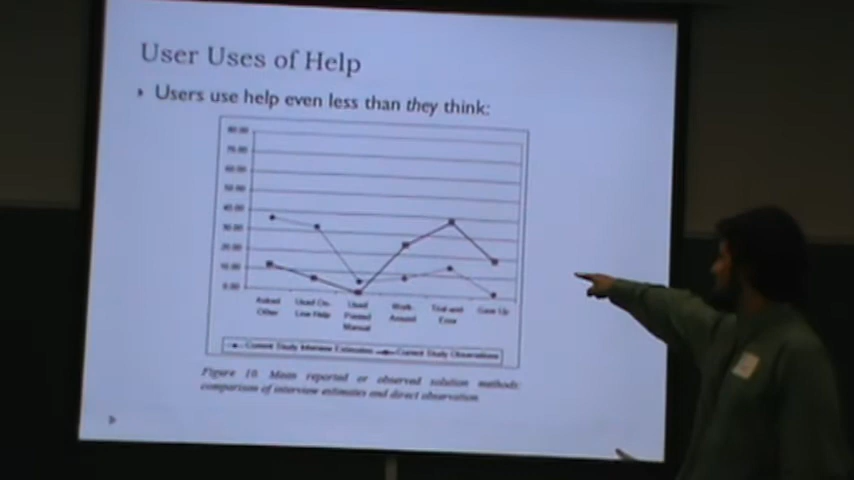 User Uses of Help
Users use help even less than they think:
80.00
70.00
60.00
50.00
40.00
30.00
20.00
10.00
0.00
Asked Other
Used On-Line Help
Used Printed Manual
Work-Around
Trial and Error
Gave Up
Current Study Interview Estimates
Current Study Observations
Figure 10. Mean reported or observed solution methods:
comparison of interview estimates and direct observation